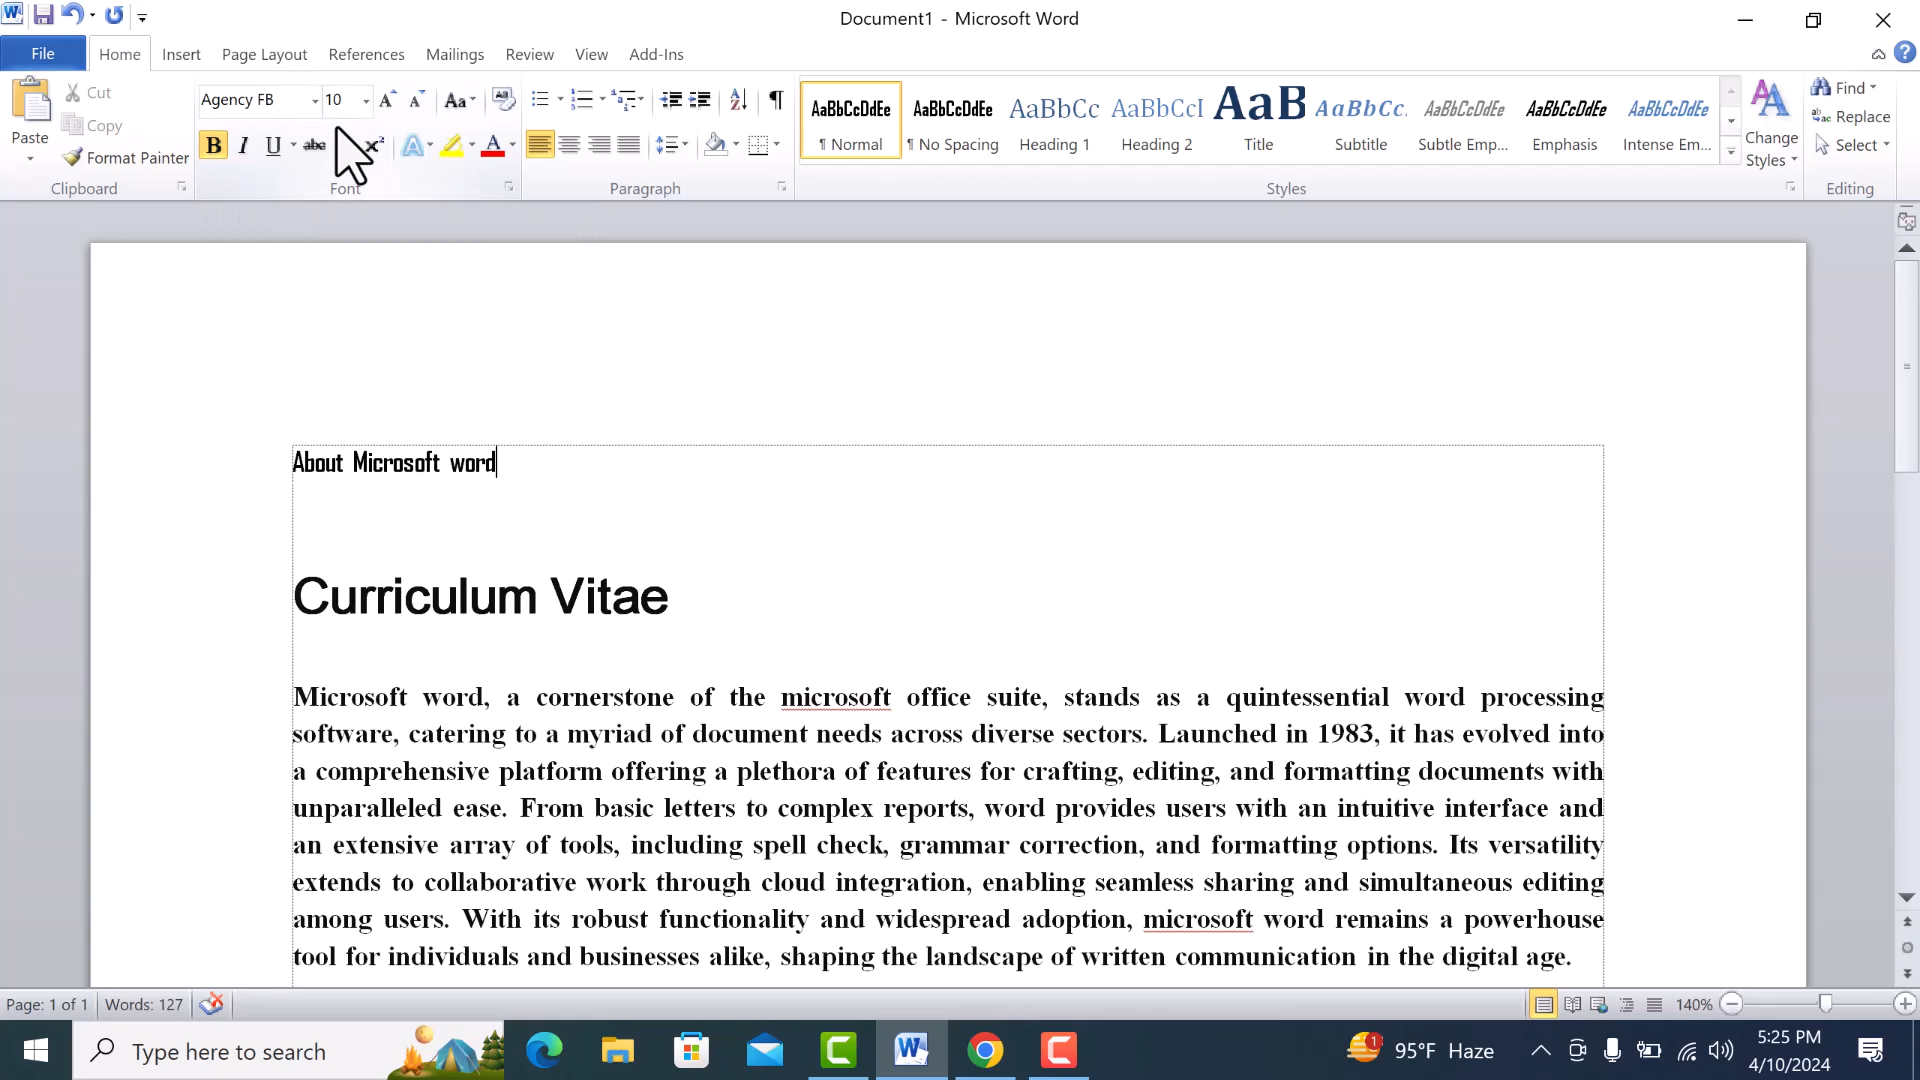 Document1 - Microsoft Word
File Home Insert Page Layout References Mailings Review View Add-Ins
Paste
Cut
Copy
Format Painter
Clipboard
Agency FB 10
Aa
B I U abc A A
Font
Paragraph
AaBbCcDdEe AaBbCcDdEe AaBbCc AaBbCcI AaB AaBbCc. AaBbCcDdEe AaBbCcDdEe AaBbCcDdEe
¶ Normal ¶ No Spacing Heading 1 Heading 2 Title Subtitle Subtle Emp... Emphasis Intense Em...
Styles
Change
Styles
Find
Replace
Select
Editing
About Microsoft word
Curriculum Vitae
Microsoft word, a cornerstone of the microsoft office suite, stands as a quintessential word processing
software, catering to a myriad of document needs across diverse sectors. Launched in 1983, it has evolved into
a comprehensive platform offering a plethora of features for crafting, editing, and formatting documents with
unparalleled ease. From basic letters to complex reports, word provides users with an intuitive interface and
an extensive array of tools, including spell check, grammar correction, and formatting options. Its versatility
extends to collaborative work through cloud integration, enabling seamless sharing and simultaneous editing
among users. With its robust functionality and widespread adoption, microsoft word remains a powerhouse
tool for individuals and businesses alike, shaping the landscape of written communication in the digital age.
Page: 1 of 1 Words: 127
140%
Type here to search
95°F Haze
5:25 PM
4/10/2024